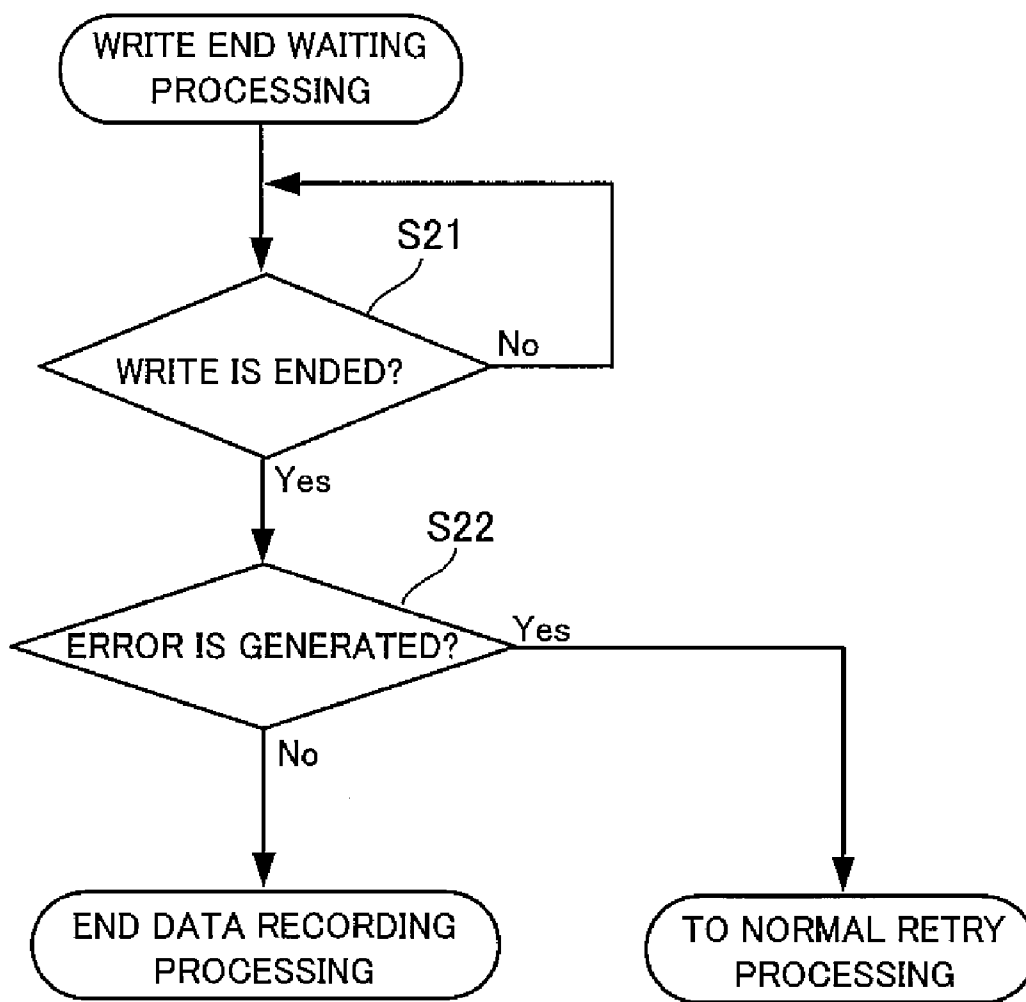 WRITE END WAITING
PROCESSING
S21
WRITE IS ENDED?
No
Yes
S22
ERROR IS GENERATED?
Yes
No
END DATA RECORDING
PROCESSING
TO NORMAL RETRY
PROCESSING